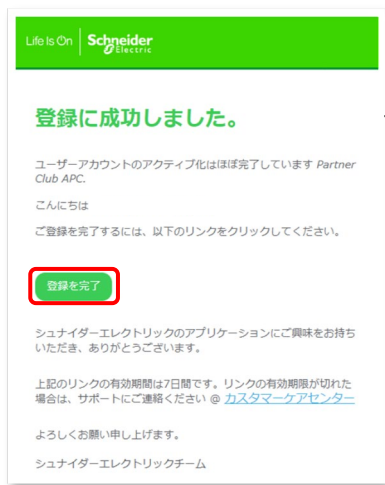 Life Is On Schneider Electric
登録に成功しました。
ユーザーアカウントのアクティブ化はほぼ完了しています Partner
Club APC.
こんにちは
ご登録を完了するには、以下のリンクをクリックしてください。
登録を完了
シュナイダーエレクトリックのアプリケーションにご興味をお持ち
いただき、ありがとうございます。
上記のリンクの有効期間は7日間です。リンクの有効期限が切れた
場合は、サポートにご連絡ください @ カスタマーケアセンター
よろしくお願い申し上げます。
シュナイダーエレクトリックチーム